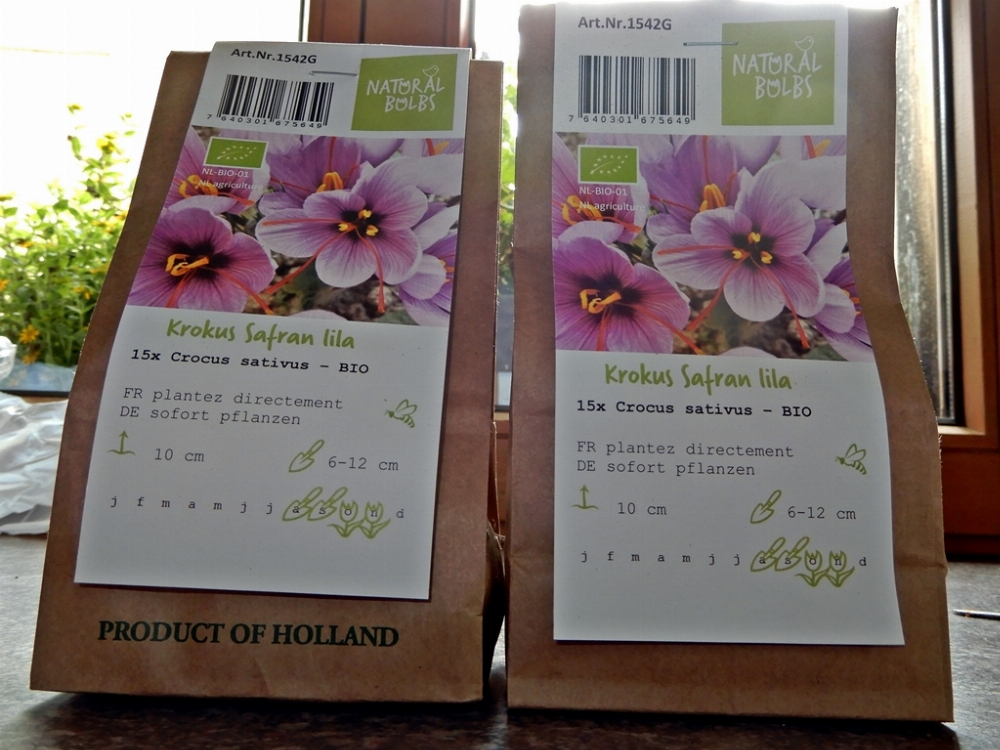 Art.Nr.1542G
NATURAL
BULBS
7 640301 675649
NL-BIO-01
NL agriculture
Krokus Safran lila
15x Crocus sativus - BIO
FR plantez directement
DE sofort pflanzen
10 cm
6-12 cm
j f m a m j j a s o n d
PRODUCT OF HOLLAND
Art.Nr.1542G
NATURAL
BULBS
7 640301 675649
NL-BIO-01
NL agriculture
Krokus Safran lila
15x Crocus sativus - BIO
FR plantez directement
DE sofort pflanzen
10 cm
6-12 cm
j f m a m j j a s o n d